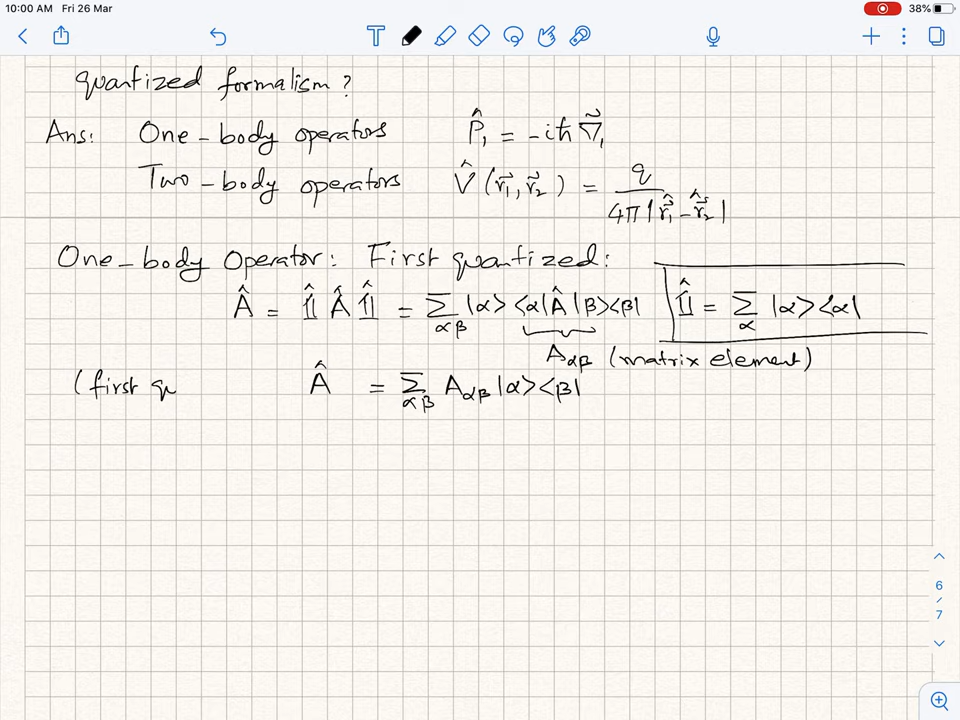 10:00 AM Fri 26 Mar
38%
T
quantized formalism?
Ans: One-body operators P̂₁ = -iħ ∇⃗₁
Two-body operators V̂(r⃗₁, r⃗₂) = q / 4π|r̂⃗₁ - r̂⃗₂|
One-body Operator: First quantized:
Â = 𝟙̂ Â 𝟙̂ = Σ_αβ |α> <α|Â|β> <β| 𝟙̂ = Σ_α |α><α|
A_αβ (matrix element)
(first qu Â = Σ_αβ A_αβ |α><β|
6
/
7